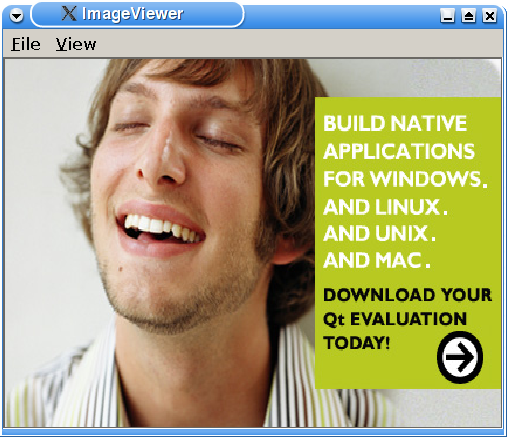 ImageViewer
File View
BUILD NATIVE
APPLICATIONS
FOR WINDOWS.
AND LINUX.
AND UNIX.
AND MAC.
DOWNLOAD YOUR
Qt EVALUATION
TODAY!